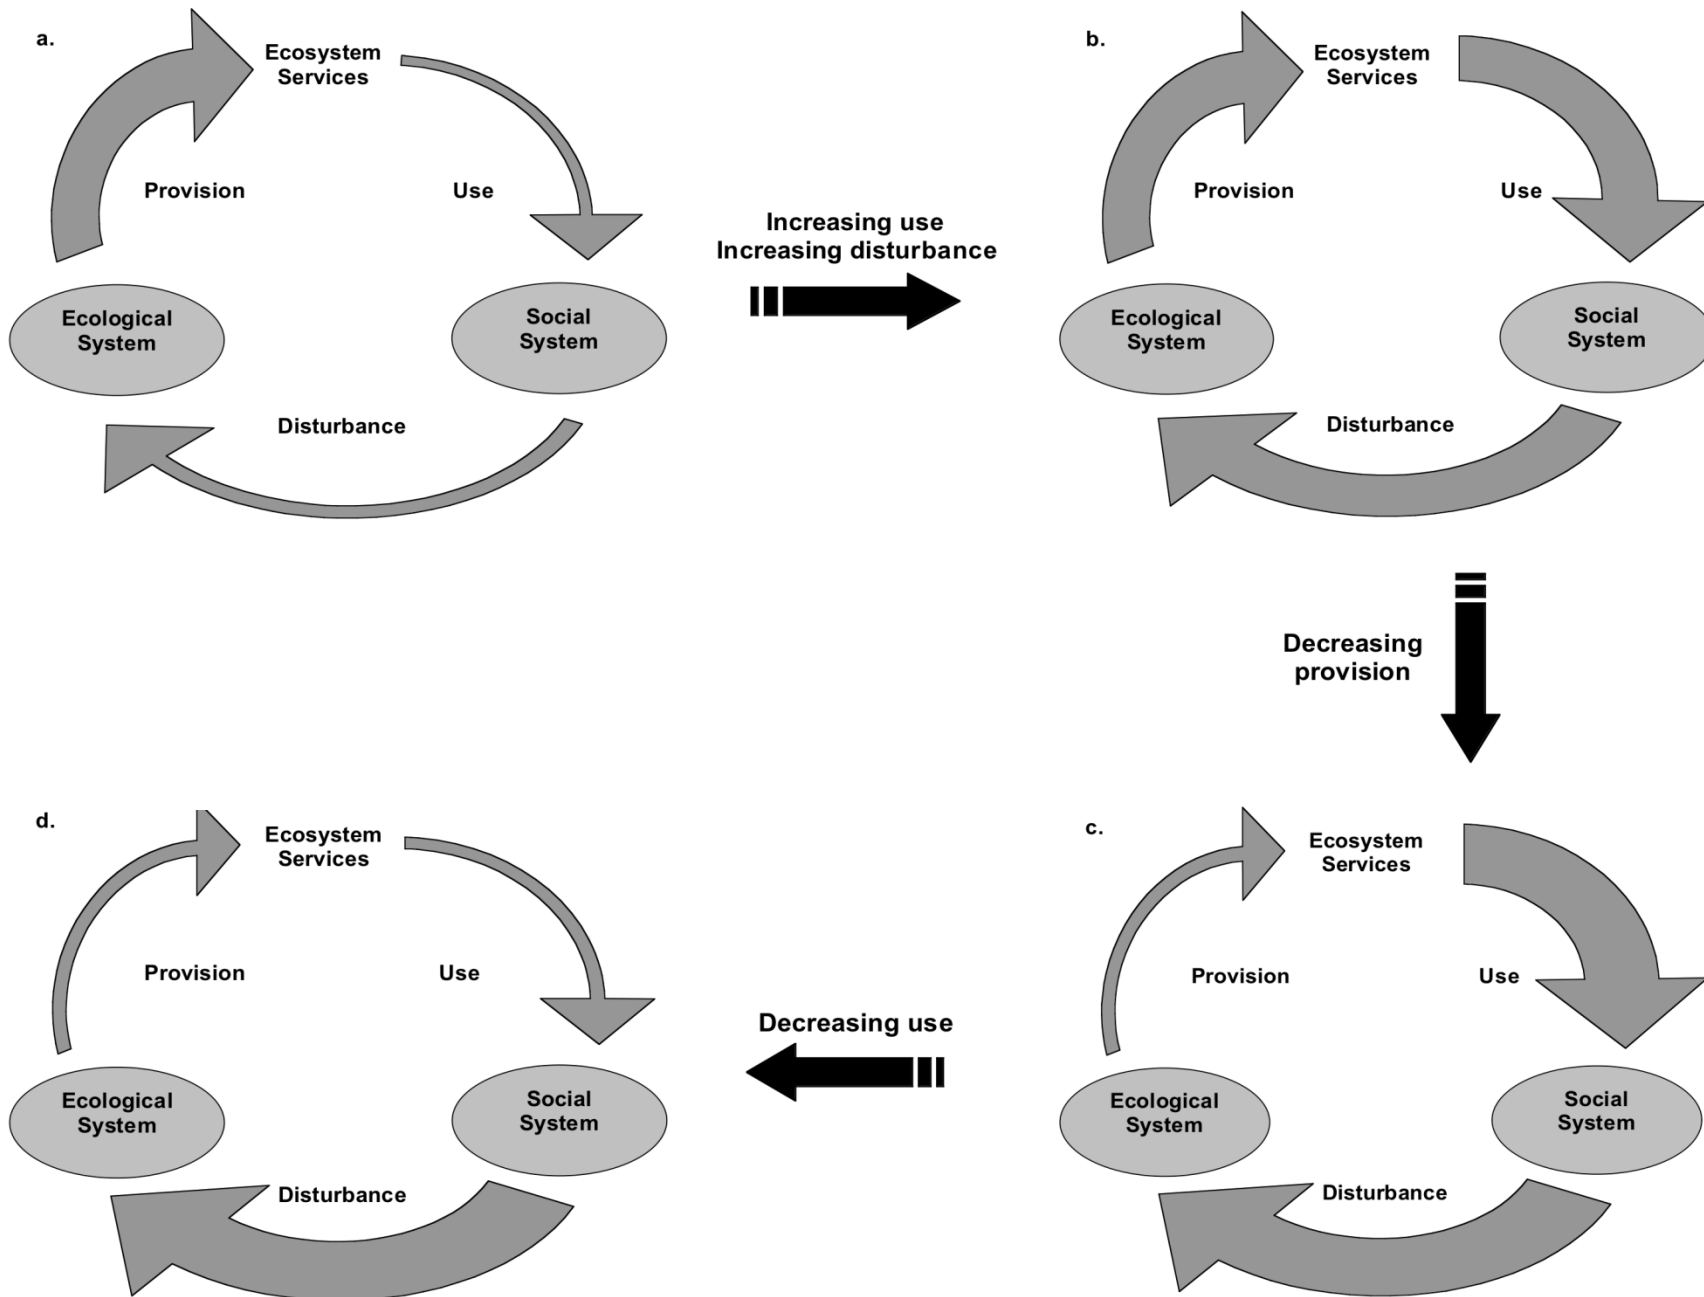 a.
Ecosystem
Services
Provision
Use
Ecological
System
Social
System
Disturbance
Increasing use
Increasing disturbance
b.
Ecosystem
Services
Provision
Use
Ecological
System
Social
System
Disturbance
Decreasing
provision
c.
Ecosystem
Services
Provision
Use
Ecological
System
Social
System
Disturbance
Decreasing use
d.
Ecosystem
Services
Provision
Use
Ecological
System
Social
System
Disturbance